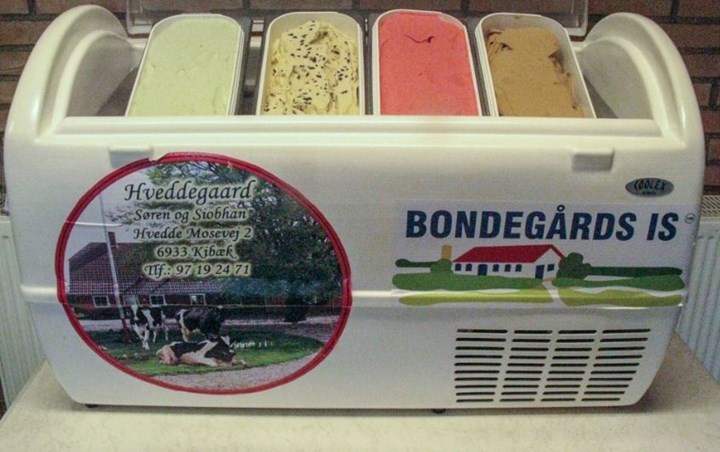 Hveddegaard
Søren og Siobhan
Hvedde Mosevej 2
6933 Kibæk
Tlf.: 97 19 24 71
COOLEX
BONDEGÅRDS IS